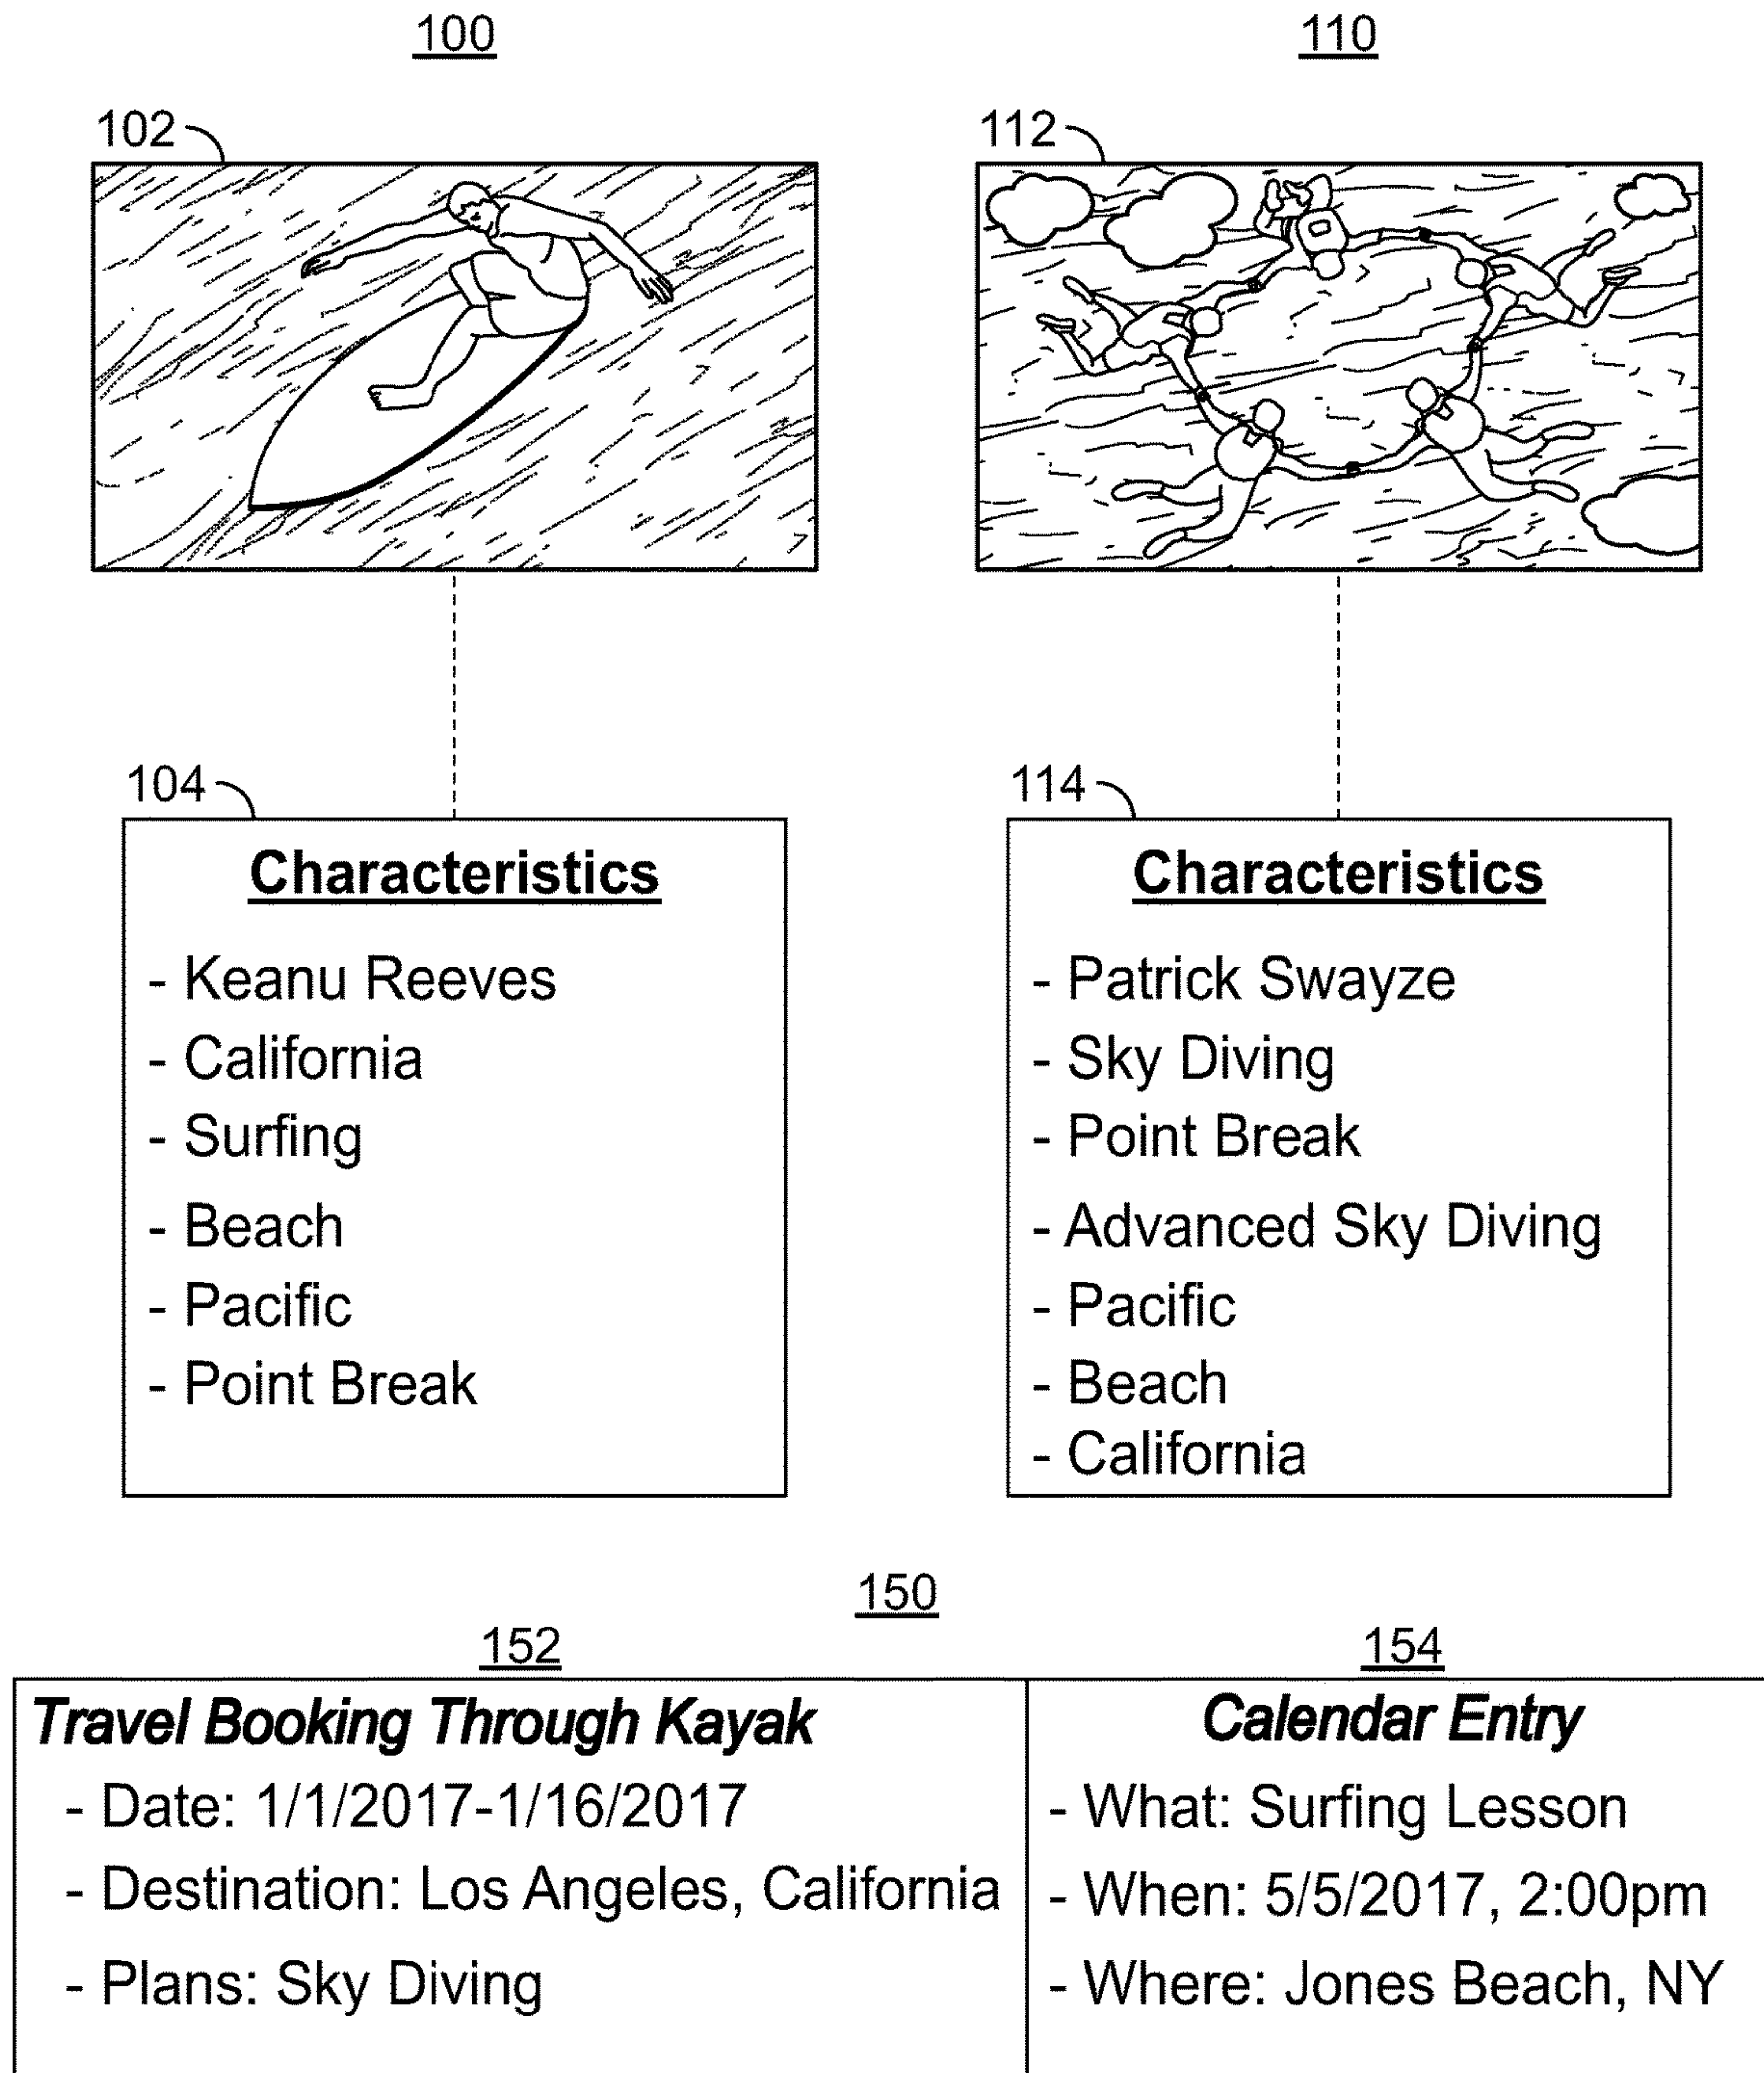 100
110
102
112
104
114
Characteristics
- Keanu Reeves
- California
- Surfing
- Beach
- Pacific
- Point Break
Characteristics
- Patrick Swayze
- Sky Diving
- Point Break
- Advanced Sky Diving
- Pacific
- Beach
- California
150
152
154
Travel Booking Through Kayak
- Date: 1/1/2017-1/16/2017
- Destination: Los Angeles, California
- Plans: Sky Diving
Calendar Entry
- What: Surfing Lesson
- When: 5/5/2017, 2:00pm
- Where: Jones Beach, NY